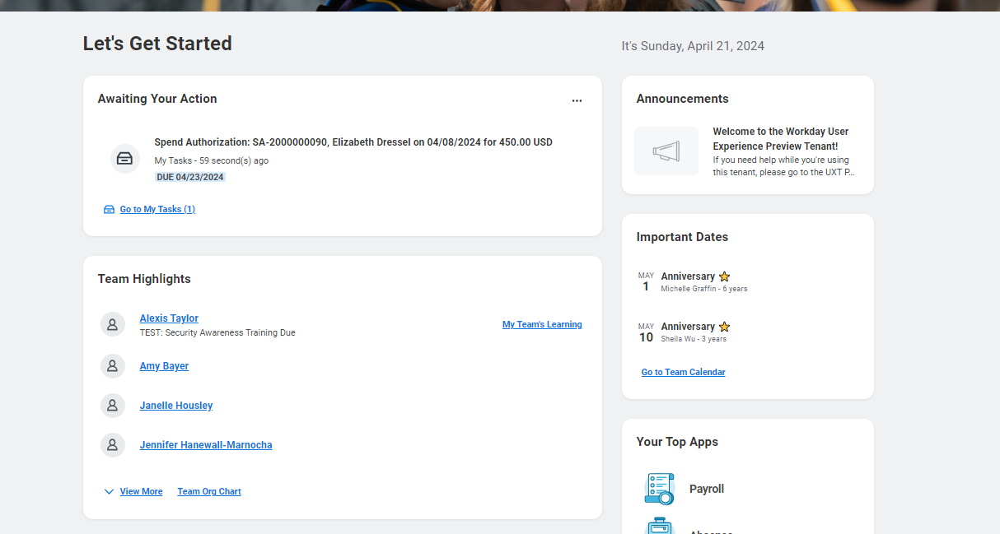 Let's Get Started
It's Sunday, April 21, 2024
Awaiting Your Action
Spend Authorization: SA-2000000090, Elizabeth Dressel on 04/08/2024 for 450.00 USD
My Tasks - 59 second(s) ago
DUE 04/23/2024
Go to My Tasks (1)
Team Highlights
Alexis Taylor
TEST: Security Awareness Training Due
My Team's Learning
Amy Bayer
Janelle Housley
Jennifer Hanewall-Marnocha
View More
Team Org Chart
Announcements
Welcome to the Workday User
Experience Preview Tenant!
If you need help while you're using
this tenant, please go to the UXT P...
Important Dates
MAY
1
Anniversary
Michelle Graffin - 6 years
MAY
10
Anniversary
Sheila Wu - 3 years
Go to Team Calendar
Your Top Apps
Payroll